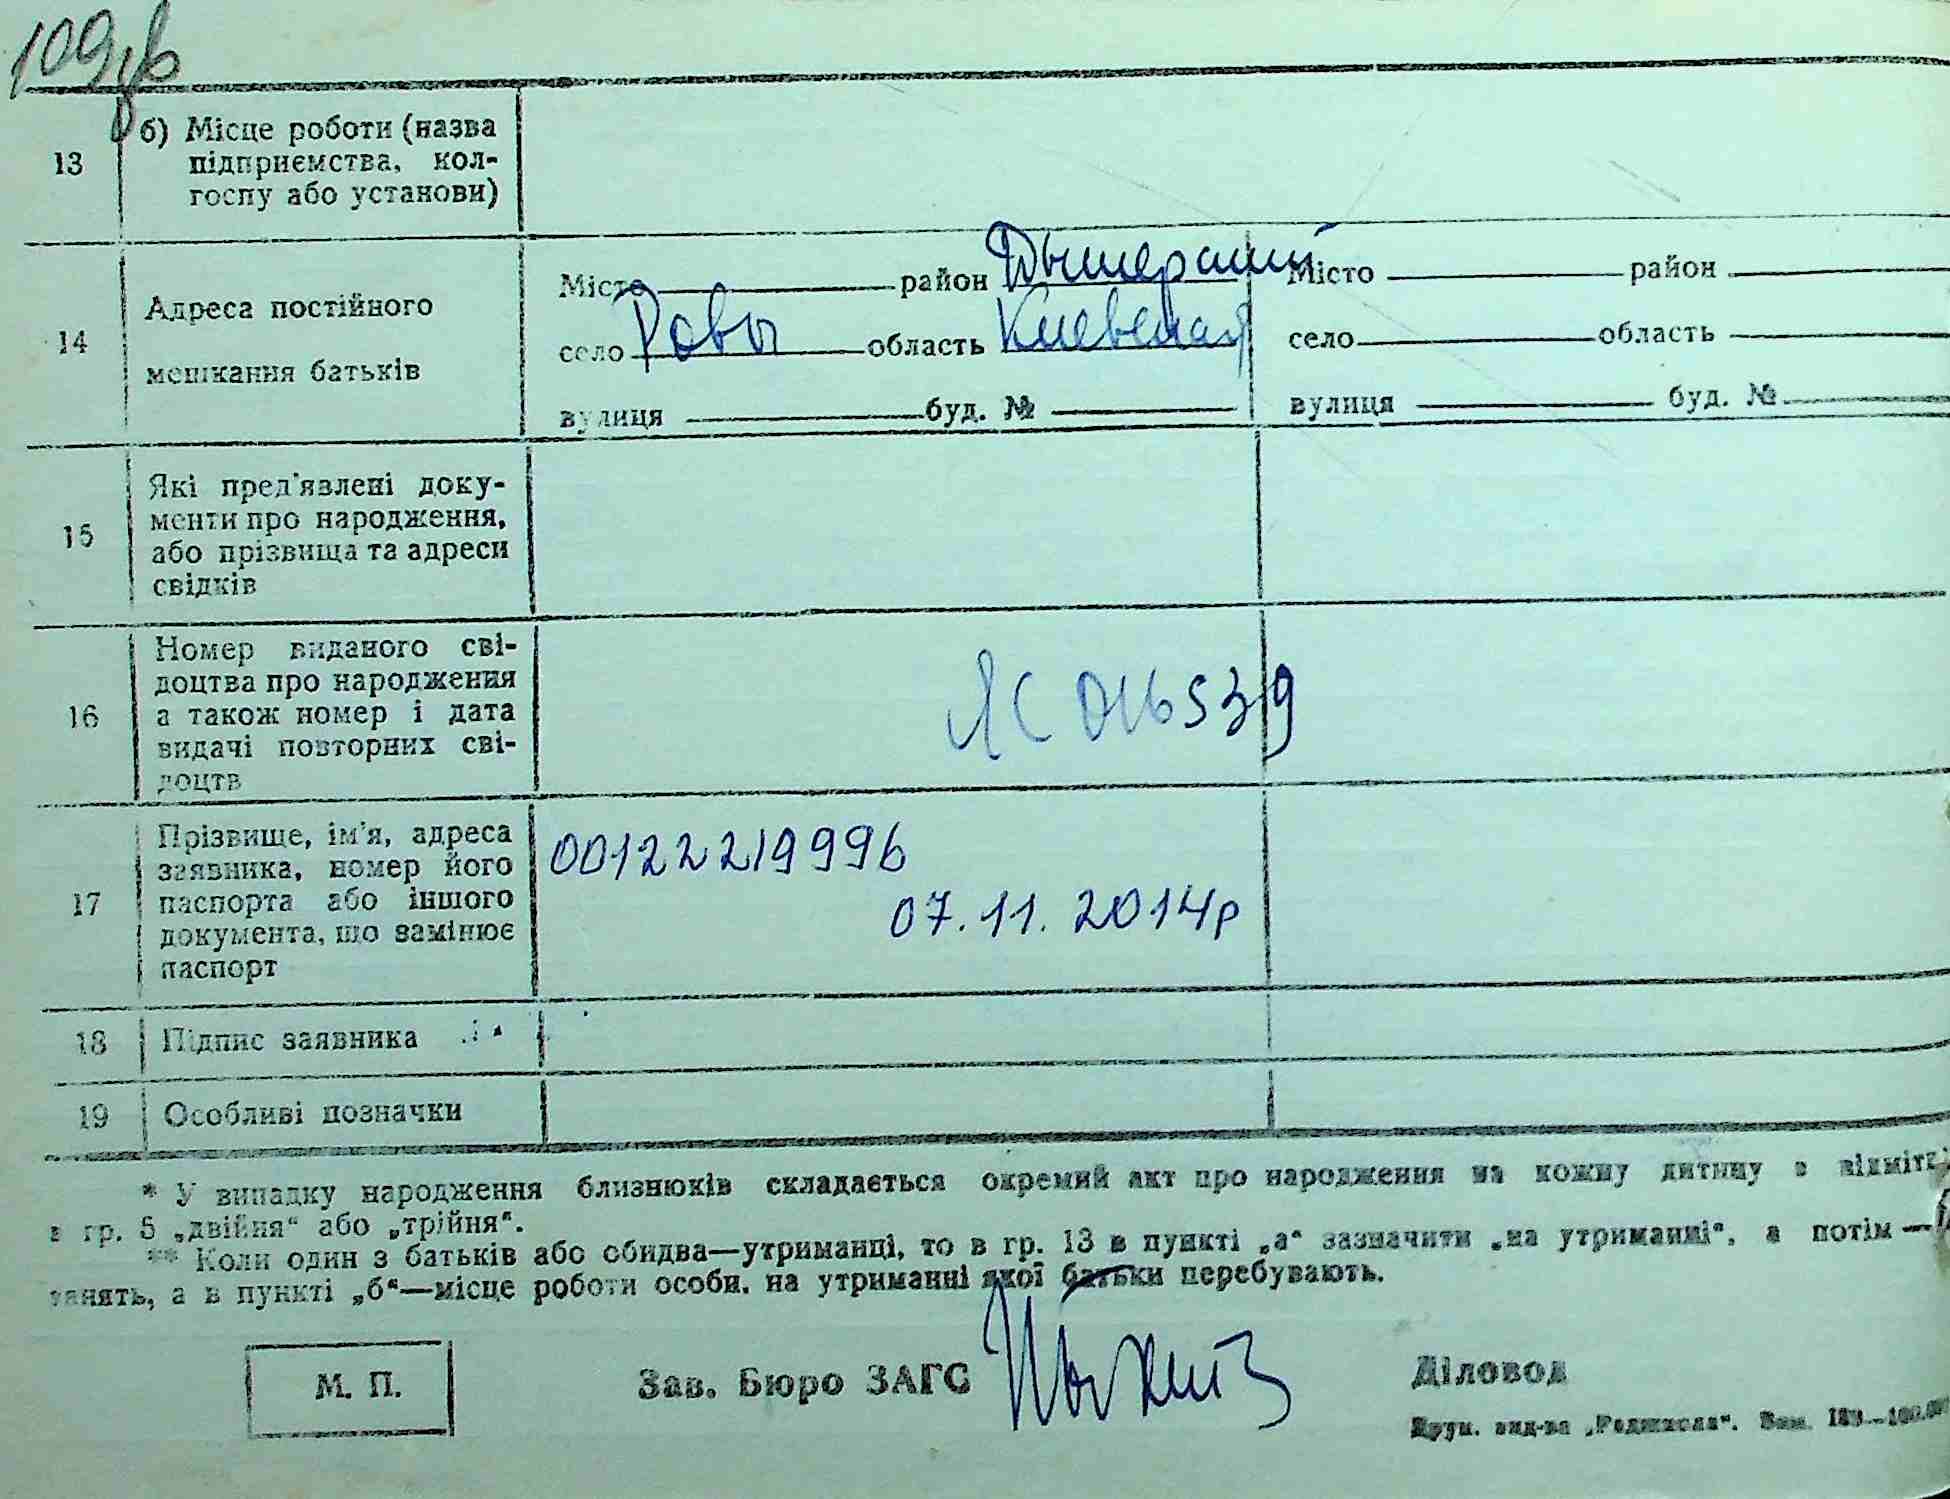 109зв
13 б) Місце роботи (назва
підприємства, кол-
госпу або установи)
14 Адреса постійного
мешкання батьків
Місто район Дымерский Місто район
село Ровы область Киевская село область
вулиця буд. № вулиця буд. №
15 Які пред'явлені доку-
менти про народження,
або прізвища та адреси
свідків
16 Номер виданого сві-
доцтва про народження
а також номер і дата
видачі повторних сві-
доцтв
ЯС 016539
17 Прізвище, ім'я, адреса
заявника, номер його
паспорта або іншого
документа, що замінює
паспорт
00122219996
07.11.2014р
18 Підпис заявника
19 Особливі позначки
* У випадку народження близнюків складається окремий акт про народження на кожну дитину з відміт
в гр. 5 „двійня“ або „трійня“.
** Коли один з батьків або обидва—утриманці, то в гр. 13 в пункті „а“ зазначити „на утриманні“, а потім—
занять, а в пункті „б“—місце роботи особи, на утриманні якої батьки перебувають.
М. П. Зав. Бюро ЗАГС Діловод
Друк. вид-ва